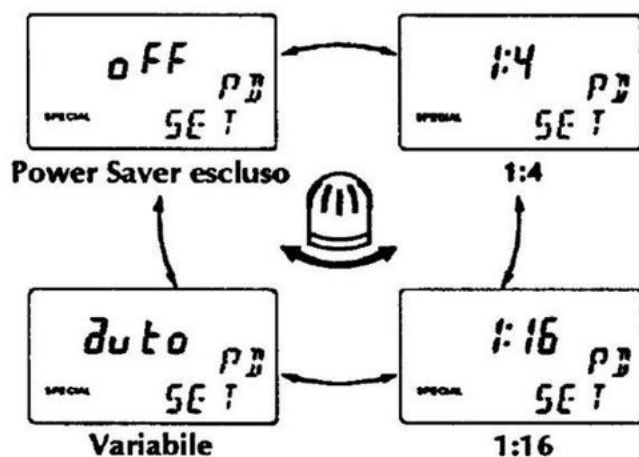 oFF
PD
SPECIAL
SET
Power Saver escluso
1:4
PD
SPECIAL
SET
1:4
auto
PD
SPECIAL
SET
Variabile
1:16
PD
SPECIAL
SET
1:16